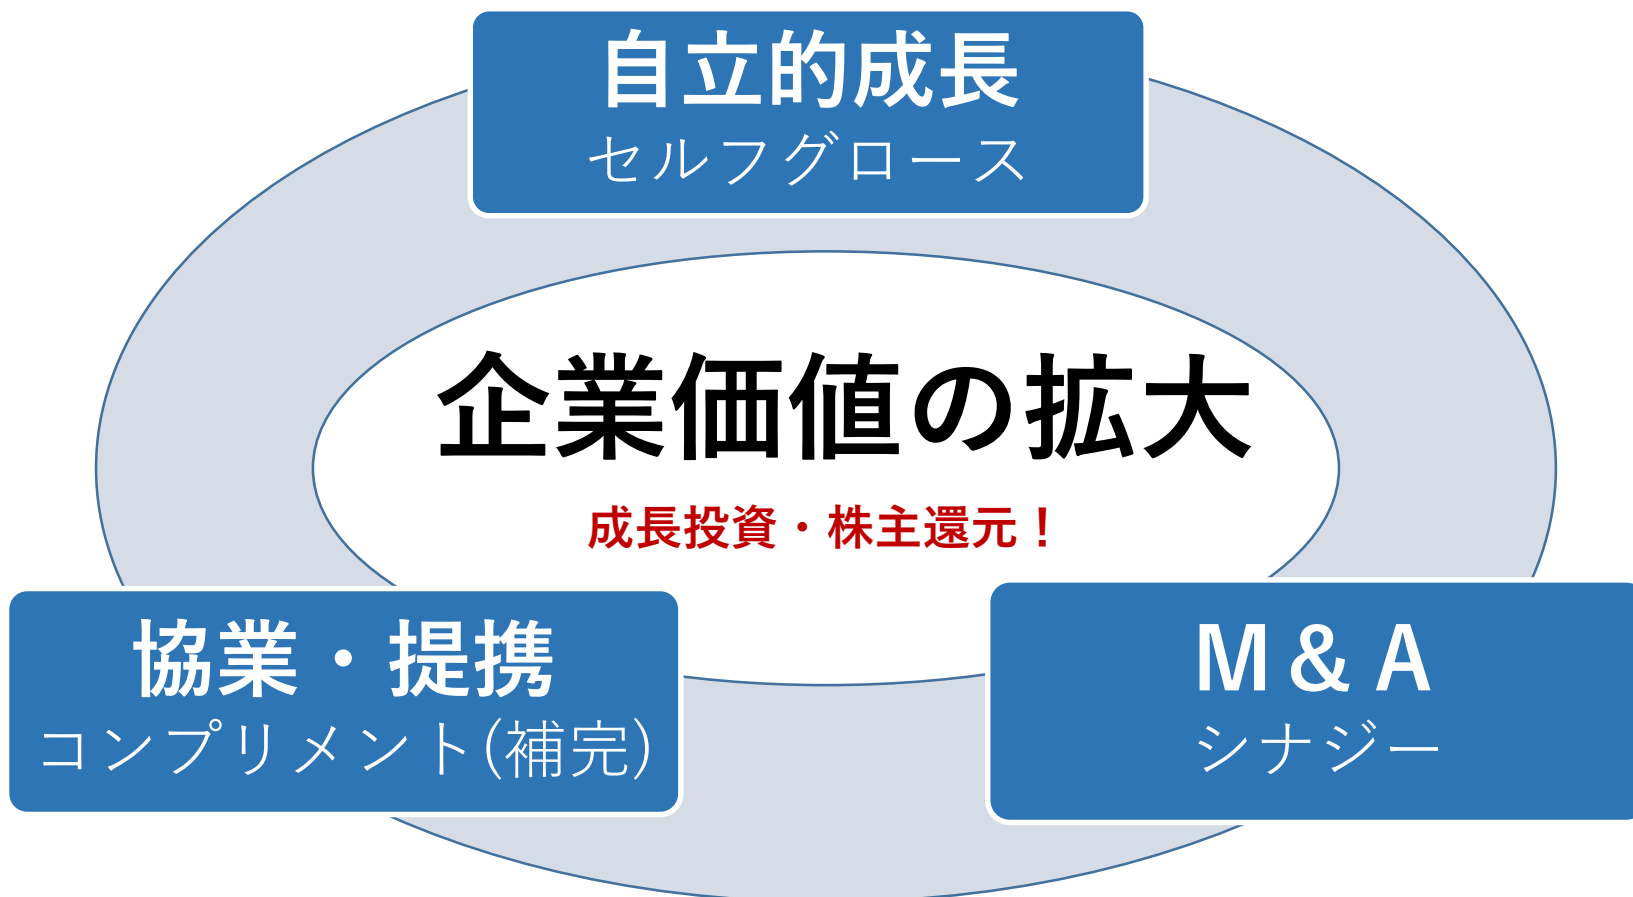 自立的成長
セルフグロース
企業価値の拡大
成長投資・株主還元！
協業・提携
コンプリメント(補完)
Ｍ＆Ａ
シナジー